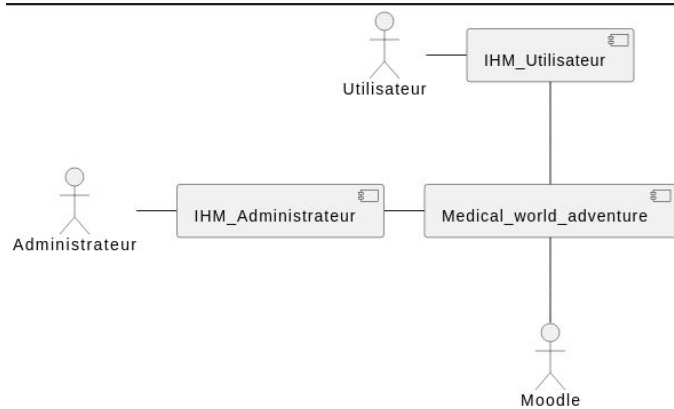 IHM_Utilisateur
Utilisateur
IHM_Administrateur
Medical_world_adventure
Administrateur
Moodle